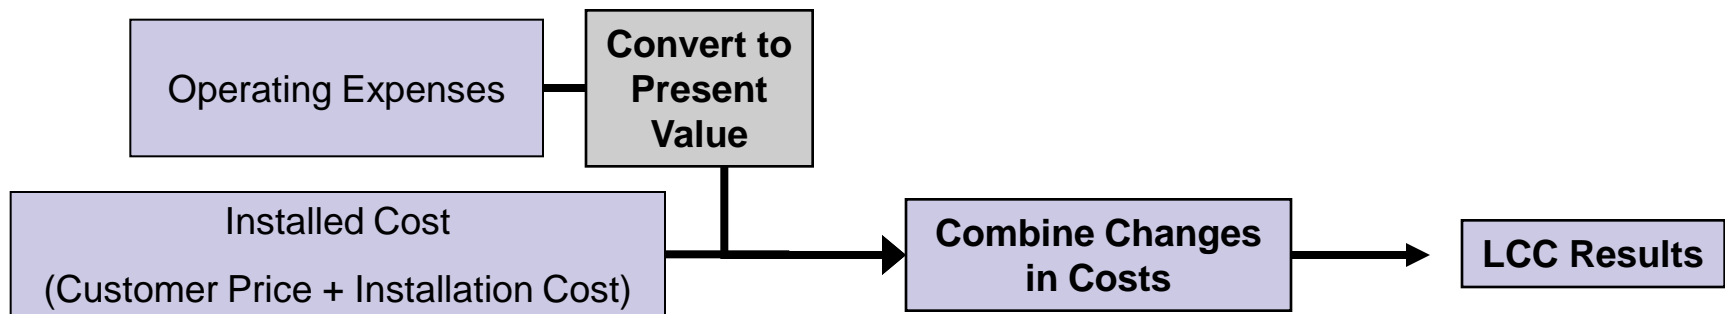 Operating Expenses
Convert to
Present
Value
Installed Cost
(Customer Price + Installation Cost)
Combine Changes
in Costs
LCC Results